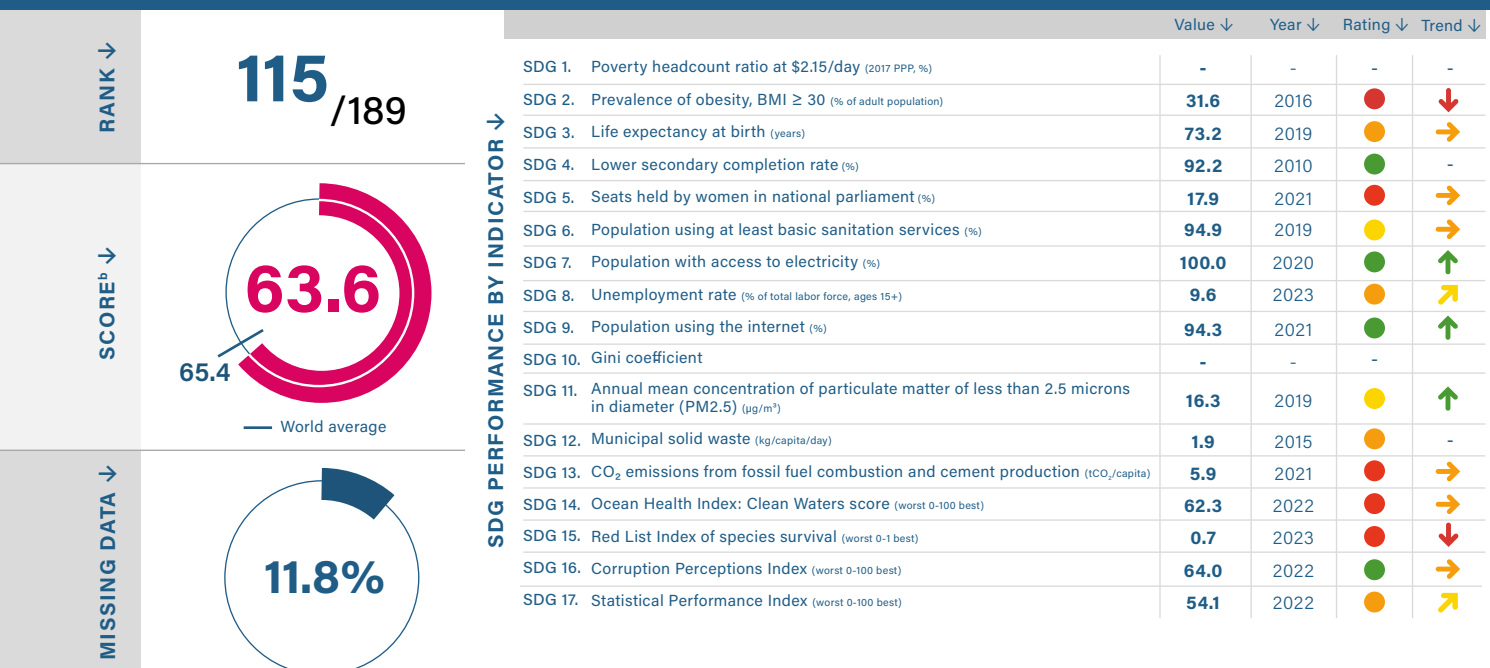 RANK →
115/189
SCOREᵇ →
63.6
65.4
World average
MISSING DATA →
11.8%
SDG PERFORMANCE BY INDICATOR →
Value ↓ Year ↓ Rating ↓ Trend ↓
SDG 1. Poverty headcount ratio at $2.15/day (2017 PPP, %) - - - -
SDG 2. Prevalence of obesity, BMI ≥ 30 (% of adult population) 31.6 2016 ↓
SDG 3. Life expectancy at birth (years) 73.2 2019 →
SDG 4. Lower secondary completion rate (%) 92.2 2010 -
SDG 5. Seats held by women in national parliament (%) 17.9 2021 →
SDG 6. Population using at least basic sanitation services (%) 94.9 2019 →
SDG 7. Population with access to electricity (%) 100.0 2020 ↑
SDG 8. Unemployment rate (% of total labor force, ages 15+) 9.6 2023 ↗
SDG 9. Population using the internet (%) 94.3 2021 ↑
SDG 10. Gini coefficient - - -
SDG 11. Annual mean concentration of particulate matter of less than 2.5 microns
in diameter (PM2.5) (µg/m³) 16.3 2019 ↑
SDG 12. Municipal solid waste (kg/capita/day) 1.9 2015 -
SDG 13. CO₂ emissions from fossil fuel combustion and cement production (tCO₂/capita) 5.9 2021 →
SDG 14. Ocean Health Index: Clean Waters score (worst 0-100 best) 62.3 2022 →
SDG 15. Red List Index of species survival (worst 0-1 best) 0.7 2023 ↓
SDG 16. Corruption Perceptions Index (worst 0-100 best) 64.0 2022 →
SDG 17. Statistical Performance Index (worst 0-100 best) 54.1 2022 ↗